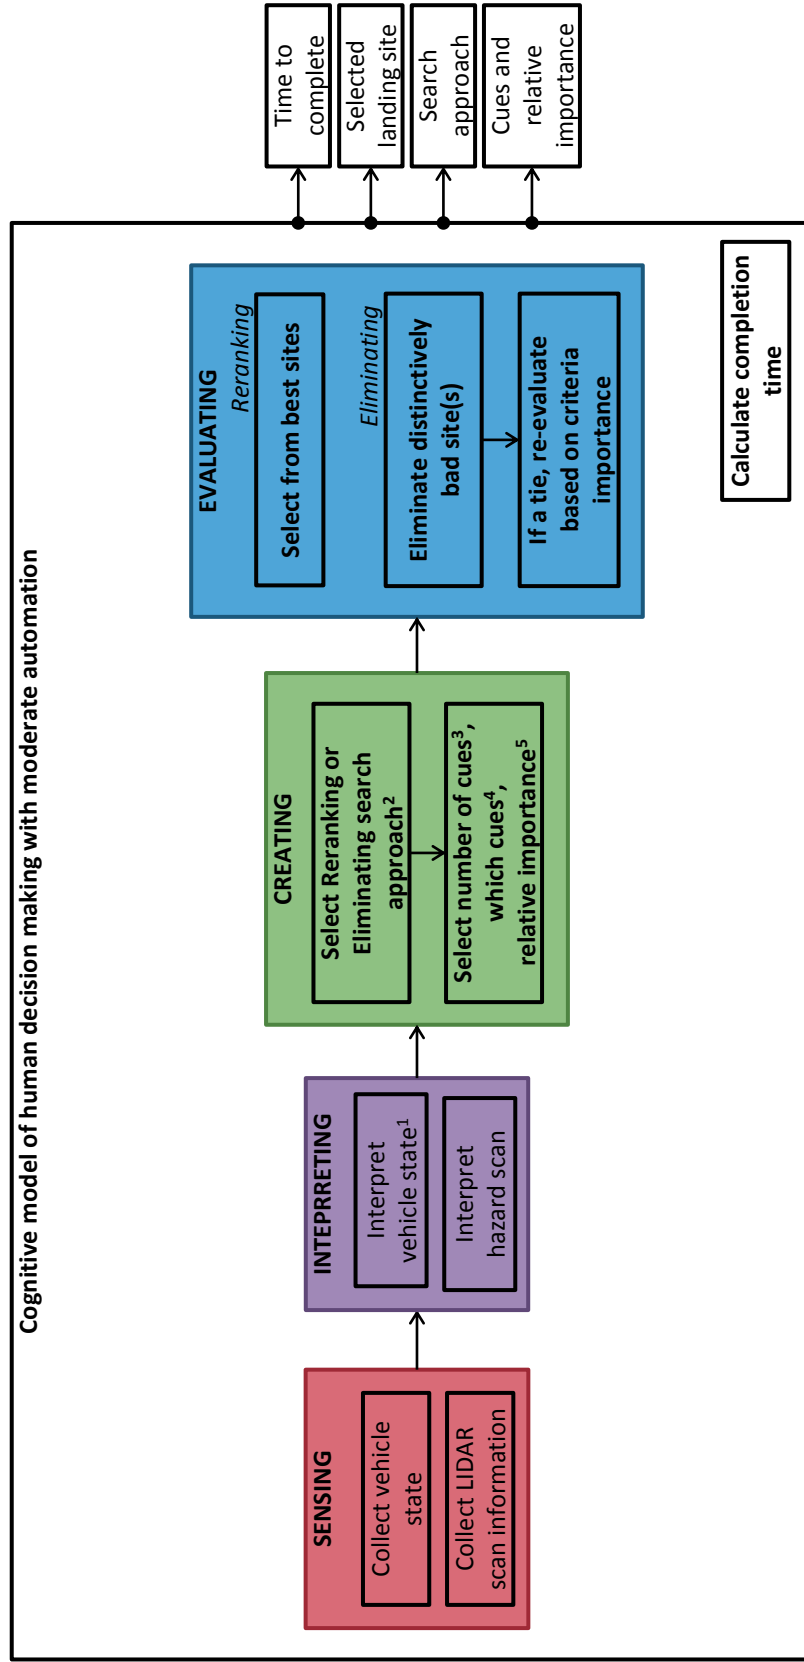 Cognitive model of human decision making with moderate automation
SENSING
Collect vehicle
state
Collect LIDAR
scan information
INTEPRRETING
Interpret
vehicle state¹
Interpret
hazard scan
CREATING
Select Reranking or
Eliminating search
approach²
Select number of cues³,
which cues⁴,
relative importance⁵
EVALUATING
Reranking
Select from best sites
Eliminating
Eliminate distinctively
bad site(s)
If a tie, re-evaluate
based on criteria
importance
Calculate completion
time
Time to
complete
Selected
landing site
Search
approach
Cues and
relative
importance